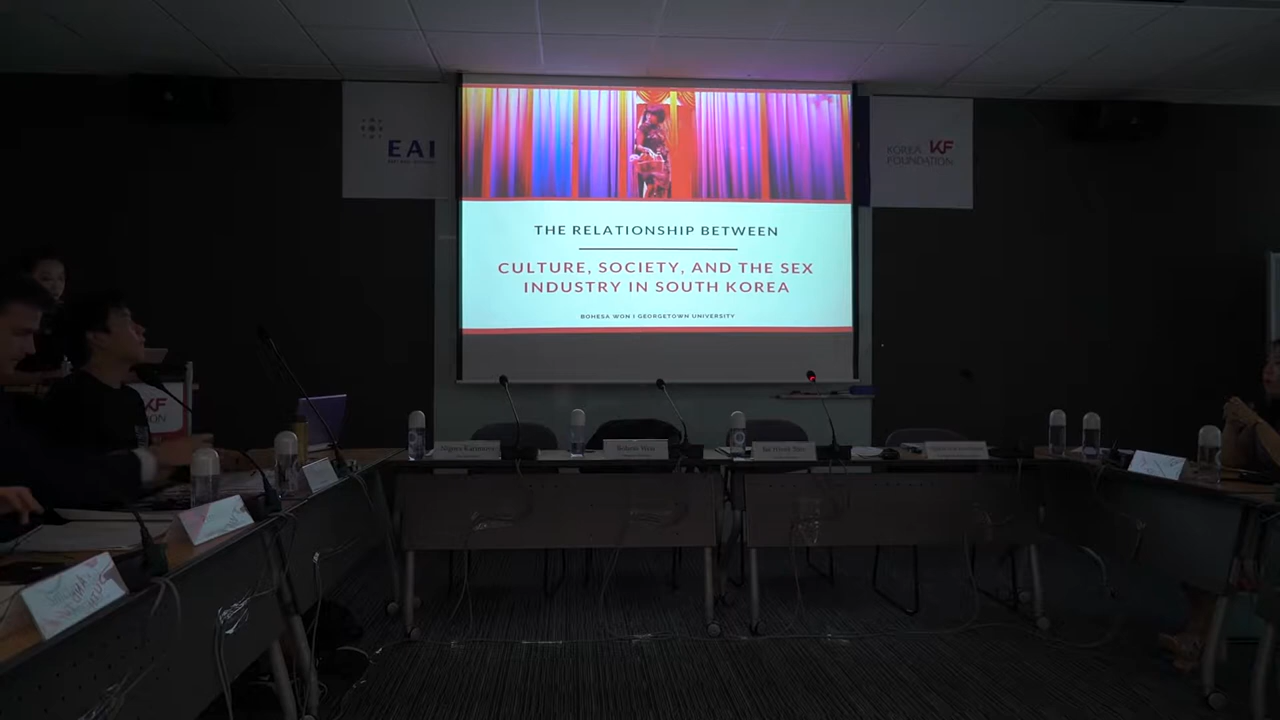 EAI
KOREA
FOUNDATION
KF
THE RELATIONSHIP BETWEEN
CULTURE, SOCIETY, AND THE SEX
INDUSTRY IN SOUTH KOREA
BOHESA WON I GEORGETOWN UNIVERSITY
KF